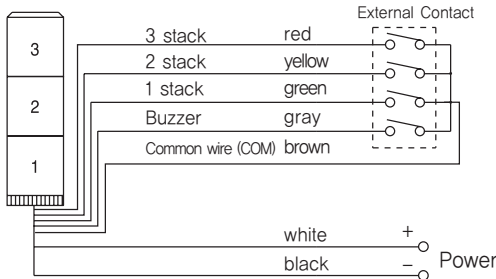 External Contact
3 stack red
2 stack yellow
1 stack green
Buzzer gray
Common wire (COM) brown
3
2
1
white +
black − Power